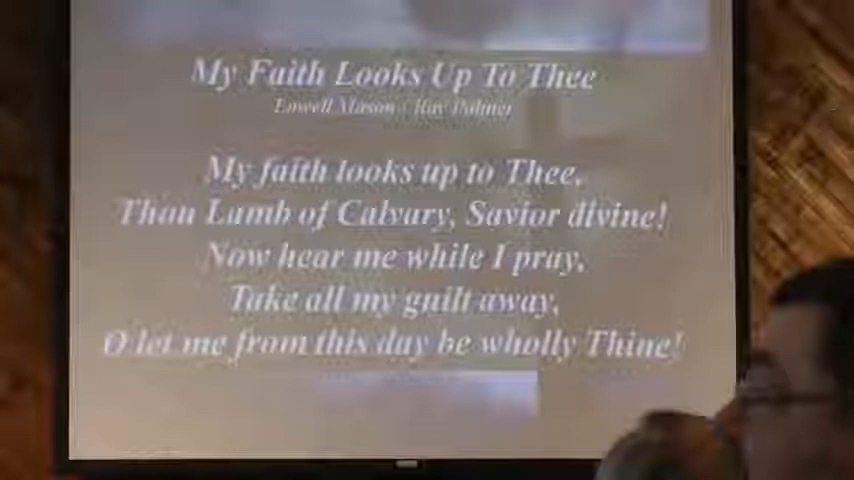 My Faith Looks Up To Thee
Lowell Mason / Ray Palmer
My faith looks up to Thee,
Thou Lamb of Calvary, Savior divine!
Now hear me while I pray,
Take all my guilt away,
O let me from this day be wholly Thine!